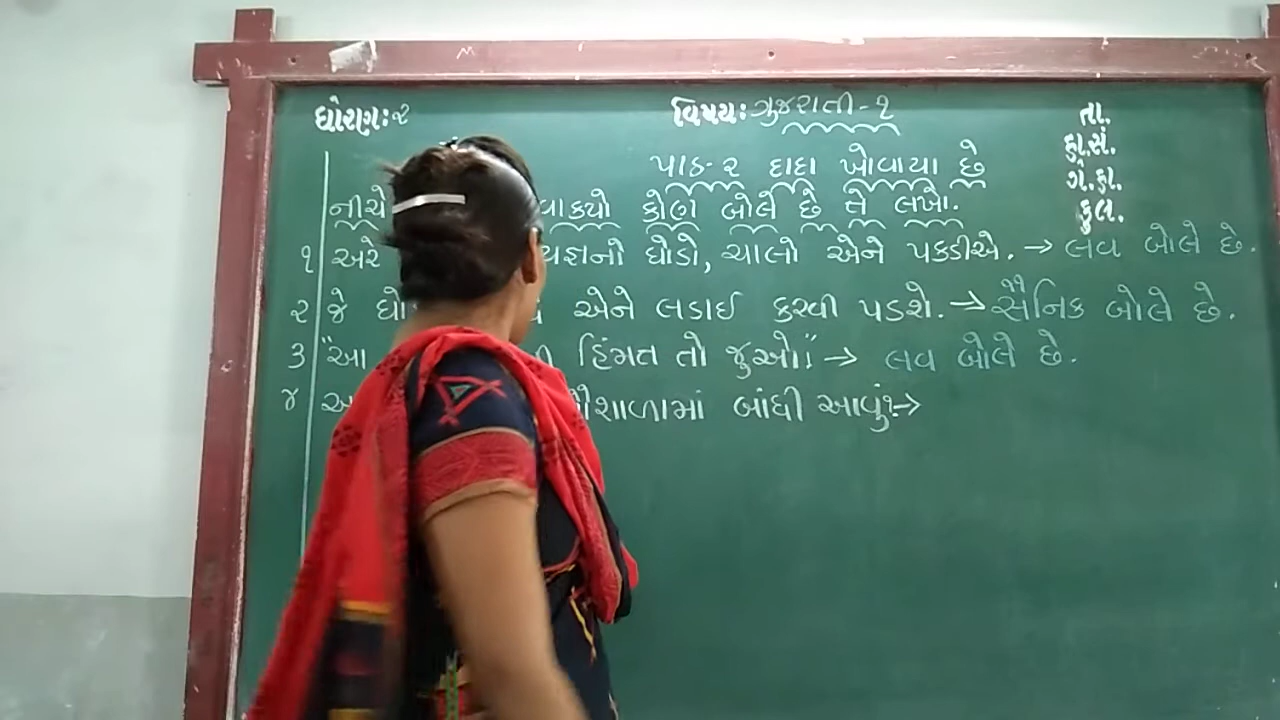 ધોરણઃ૨ વિષયઃ ગુજરાતી-૧ તા.
હા.સં.
ગે.હા.
કુલ.
પાઠ-૨ દાદા ખોવાયા છે
નીચે વાક્યો કોણ બોલે છે તે લખો.
૧ અરે યજ્ઞનો ઘોડો, ચાલો એને પકડીએ. → લવ બોલે છે.
૨ જે એને લડાઈ કરવી પડશે. → સૈનિક બોલે છે.
૩ "આ હિંમત તો જુઓ!" → લવ બોલે છે.
૪ બાંધી આવું? →